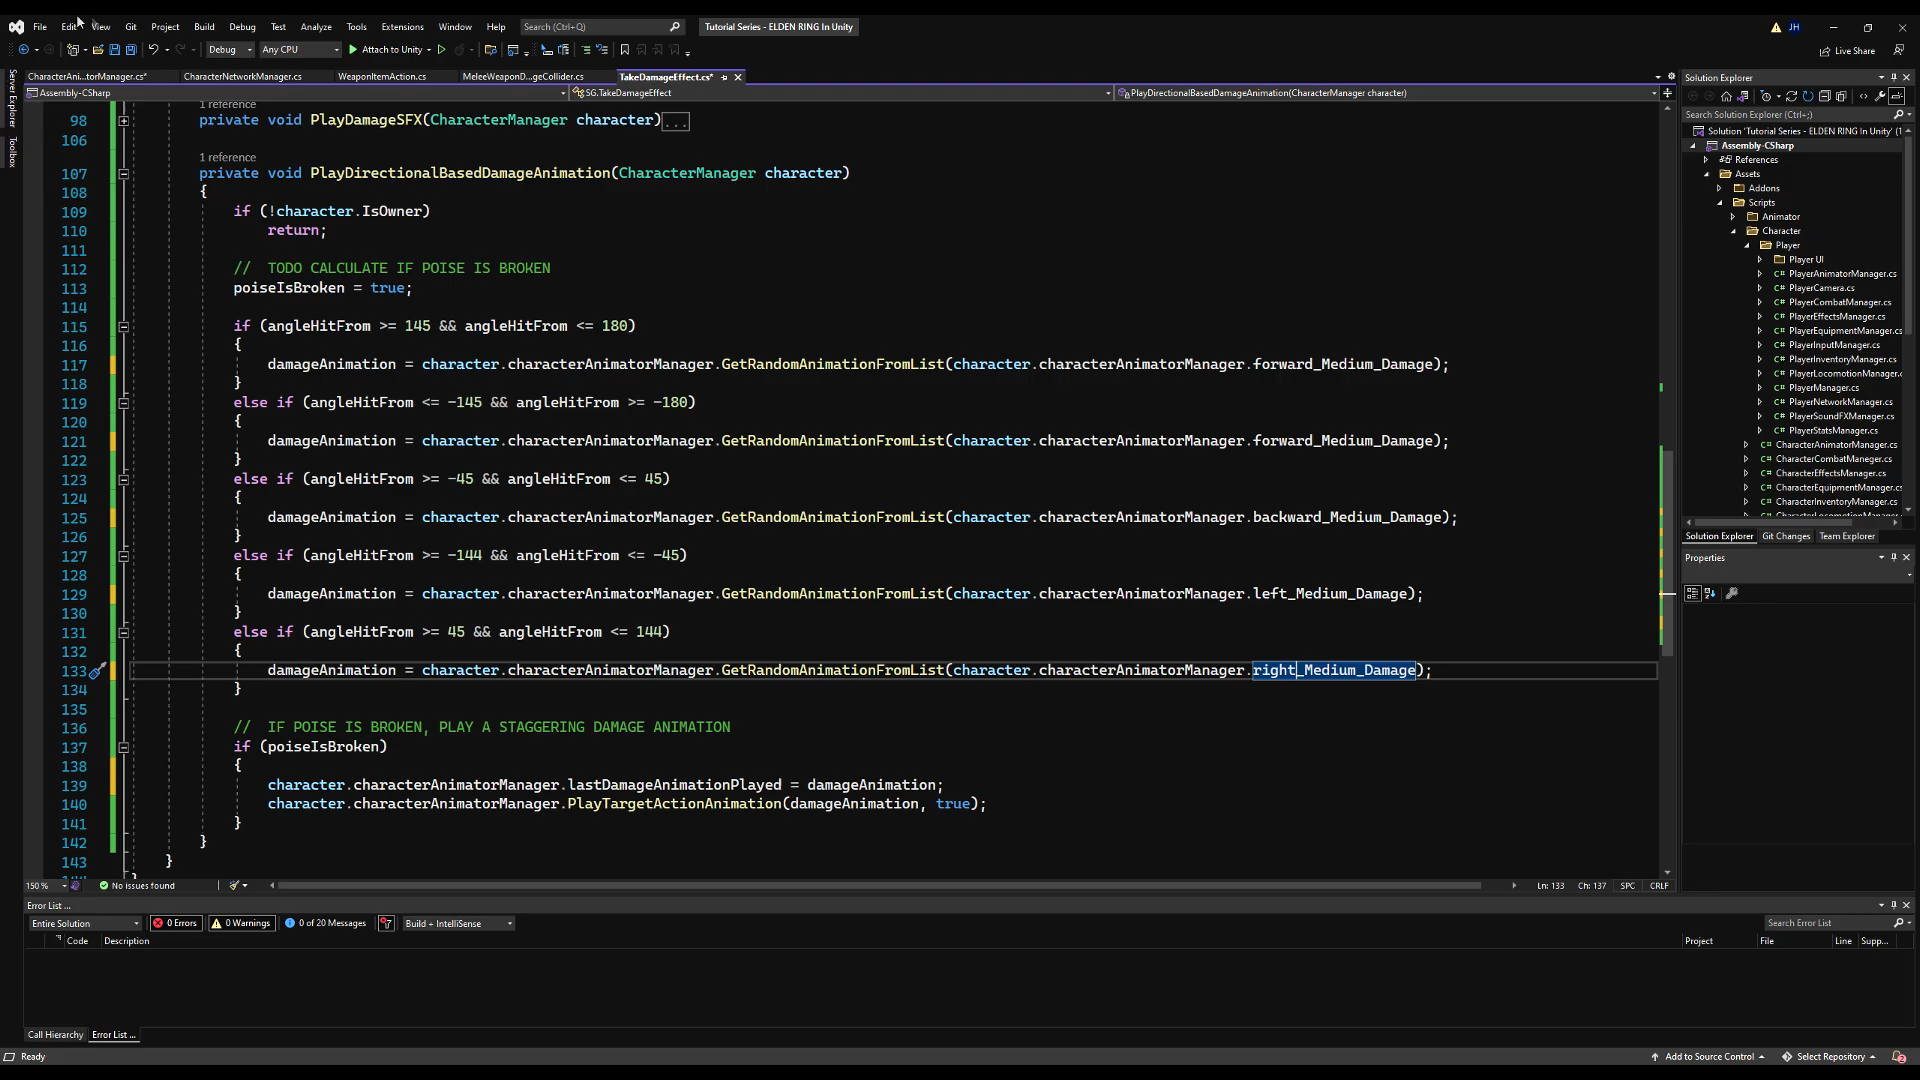 File Edit View Git Project Build Debug Test Analyze Tools Extensions Window Help Search (Ctrl+Q) Tutorial Series - ELDEN RING In Unity JH
Debug Any CPU Attach to Unity Live Share
CharacterAni...torManager.cs* CharacterNetworkManager.cs WeaponItemAction.cs MeleeWeaponD...geCollider.cs TakeDamageEffect.cs*
Assembly-CSharp SG.TakeDamageEffect PlayDirectionalBasedDamageAnimation(CharacterManager character)
Server Explorer
Toolbox
1 reference
98 private void PlayDamageSFX(CharacterManager character)...
106
1 reference
107 private void PlayDirectionalBasedDamageAnimation(CharacterManager character)
108 {
109 if (!character.IsOwner)
110 return;
111
112 // TODO CALCULATE IF POISE IS BROKEN
113 poiseIsBroken = true;
114
115 if (angleHitFrom >= 145 && angleHitFrom <= 180)
116 {
117 damageAnimation = character.characterAnimatorManager.GetRandomAnimationFromList(character.characterAnimatorManager.forward_Medium_Damage);
118 }
119 else if (angleHitFrom <= -145 && angleHitFrom >= -180)
120 {
121 damageAnimation = character.characterAnimatorManager.GetRandomAnimationFromList(character.characterAnimatorManager.forward_Medium_Damage);
122 }
123 else if (angleHitFrom >= -45 && angleHitFrom <= 45)
124 {
125 damageAnimation = character.characterAnimatorManager.GetRandomAnimationFromList(character.characterAnimatorManager.backward_Medium_Damage);
126 }
127 else if (angleHitFrom >= -144 && angleHitFrom <= -45)
128 {
129 damageAnimation = character.characterAnimatorManager.GetRandomAnimationFromList(character.characterAnimatorManager.left_Medium_Damage);
130 }
131 else if (angleHitFrom >= 45 && angleHitFrom <= 144)
132 {
133 damageAnimation = character.characterAnimatorManager.GetRandomAnimationFromList(character.characterAnimatorManager.right_Medium_Damage);
134 }
135
136 // IF POISE IS BROKEN, PLAY A STAGGERING DAMAGE ANIMATION
137 if (poiseIsBroken)
138 {
139 character.characterAnimatorManager.lastDamageAnimationPlayed = damageAnimation;
140 character.characterAnimatorManager.PlayTargetActionAnimation(damageAnimation, true);
141 }
142 }
143 }
150 % No issues found Ln: 133 Ch: 137 SPC CRLF
Error List ...
Entire Solution 0 Errors 0 Warnings 0 of 20 Messages Build + IntelliSense Search Error List
Code Description Project File Line Supp...
Call Hierarchy Error List ...
Ready Add to Source Control Select Repository 2
Solution Explorer
Search Solution Explorer (Ctrl+;)
Solution 'Tutorial Series - ELDEN RING In Unity' (1
Assembly-CSharp
References
Assets
Addons
Scripts
Animator
Character
Player
Player UI
C# PlayerAnimatorManager.cs
C# PlayerCamera.cs
C# PlayerCombatManager.cs
C# PlayerEffectsManager.cs
C# PlayerEquipmentManager.cs
C# PlayerInputManager.cs
C# PlayerInventoryManager.cs
C# PlayerLocomotionManager.c
C# PlayerManager.cs
C# PlayerNetworkManager.cs
C# PlayerSoundFXManager.cs
C# PlayerStatsManager.cs
C# CharacterAnimatorManager.cs
C# CharacterCombatManeger.cs
C# CharacterEffectsManager.cs
C# CharacterEquipmentManager.cs
C# CharacterInventoryManager.cs
Solution Explorer Git Changes Team Explorer
Properties